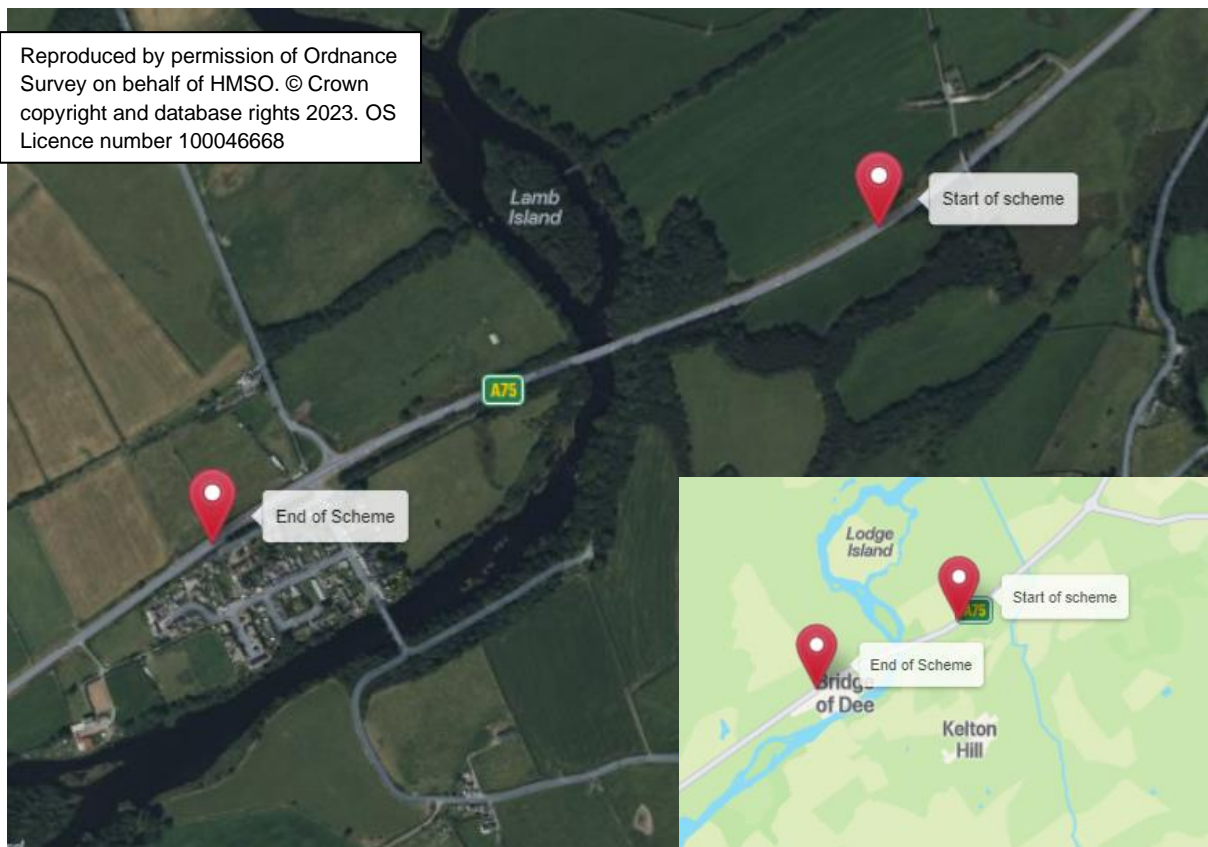 Reproduced by permission of Ordnance
Survey on behalf of HMSO. © Crown
copyright and database rights 2023. OS
Licence number 100046668
Lamb
Island
Start of scheme
A75
End of Scheme
Lodge
Island
Start of scheme
A75
End of Scheme
Bridge
of Dee
Kelton
Hill